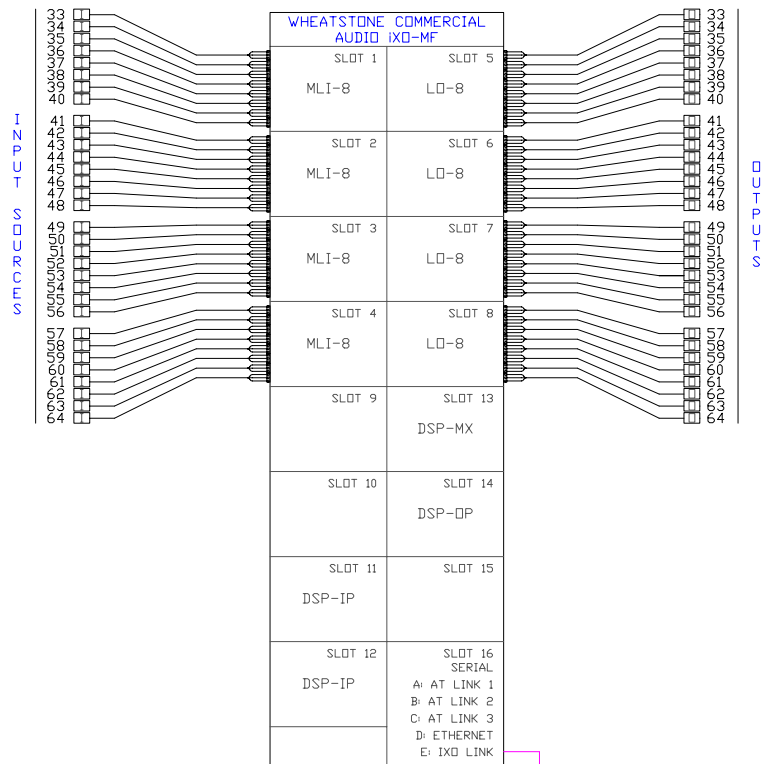 WHEATSTONE COMMERCIAL
AUDIO iXO-MF
INPUT SOURCES
33
34
35
36
37
38
39
40
41
42
43
44
45
46
47
48
49
50
51
52
53
54
55
56
57
58
59
60
61
62
63
64
SLOT 1
MLI-8
SLOT 5
LO-8
SLOT 2
MLI-8
SLOT 6
LO-8
SLOT 3
MLI-8
SLOT 7
LO-8
SLOT 4
MLI-8
SLOT 8
LO-8
SLOT 9
SLOT 13
DSP-MX
SLOT 10
SLOT 14
DSP-OP
SLOT 11
DSP-IP
SLOT 15
SLOT 12
DSP-IP
SLOT 16
SERIAL
A: AT LINK 1
B: AT LINK 2
C: AT LINK 3
D: ETHERNET
E: IXO LINK
33
34
35
36
37
38
39
40
41
42
43
44
45
46
47
48
49
50
51
52
53
54
55
56
57
58
59
60
61
62
63
64
OUTPUTS